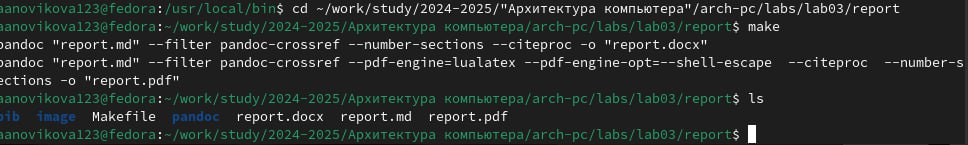 aanovikova123@fedora:/usr/local/bin$ cd ~/work/study/2024-2025/"Архитектура компьютера"/arch-pc/labs/lab03/report
aanovikova123@fedora:~/work/study/2024-2025/Архитектура компьютера/arch-pc/labs/lab03/report$ make
pandoc "report.md" --filter pandoc-crossref --number-sections --citeproc -o "report.docx"
pandoc "report.md" --filter pandoc-crossref --pdf-engine=lualatex --pdf-engine-opt=--shell-escape  --citeproc  --number-s
ections -o "report.pdf"
aanovikova123@fedora:~/work/study/2024-2025/Архитектура компьютера/arch-pc/labs/lab03/report$ ls
bib  image  Makefile  pandoc  report.docx  report.md  report.pdf
aanovikova123@fedora:~/work/study/2024-2025/Архитектура компьютера/arch-pc/labs/lab03/report$